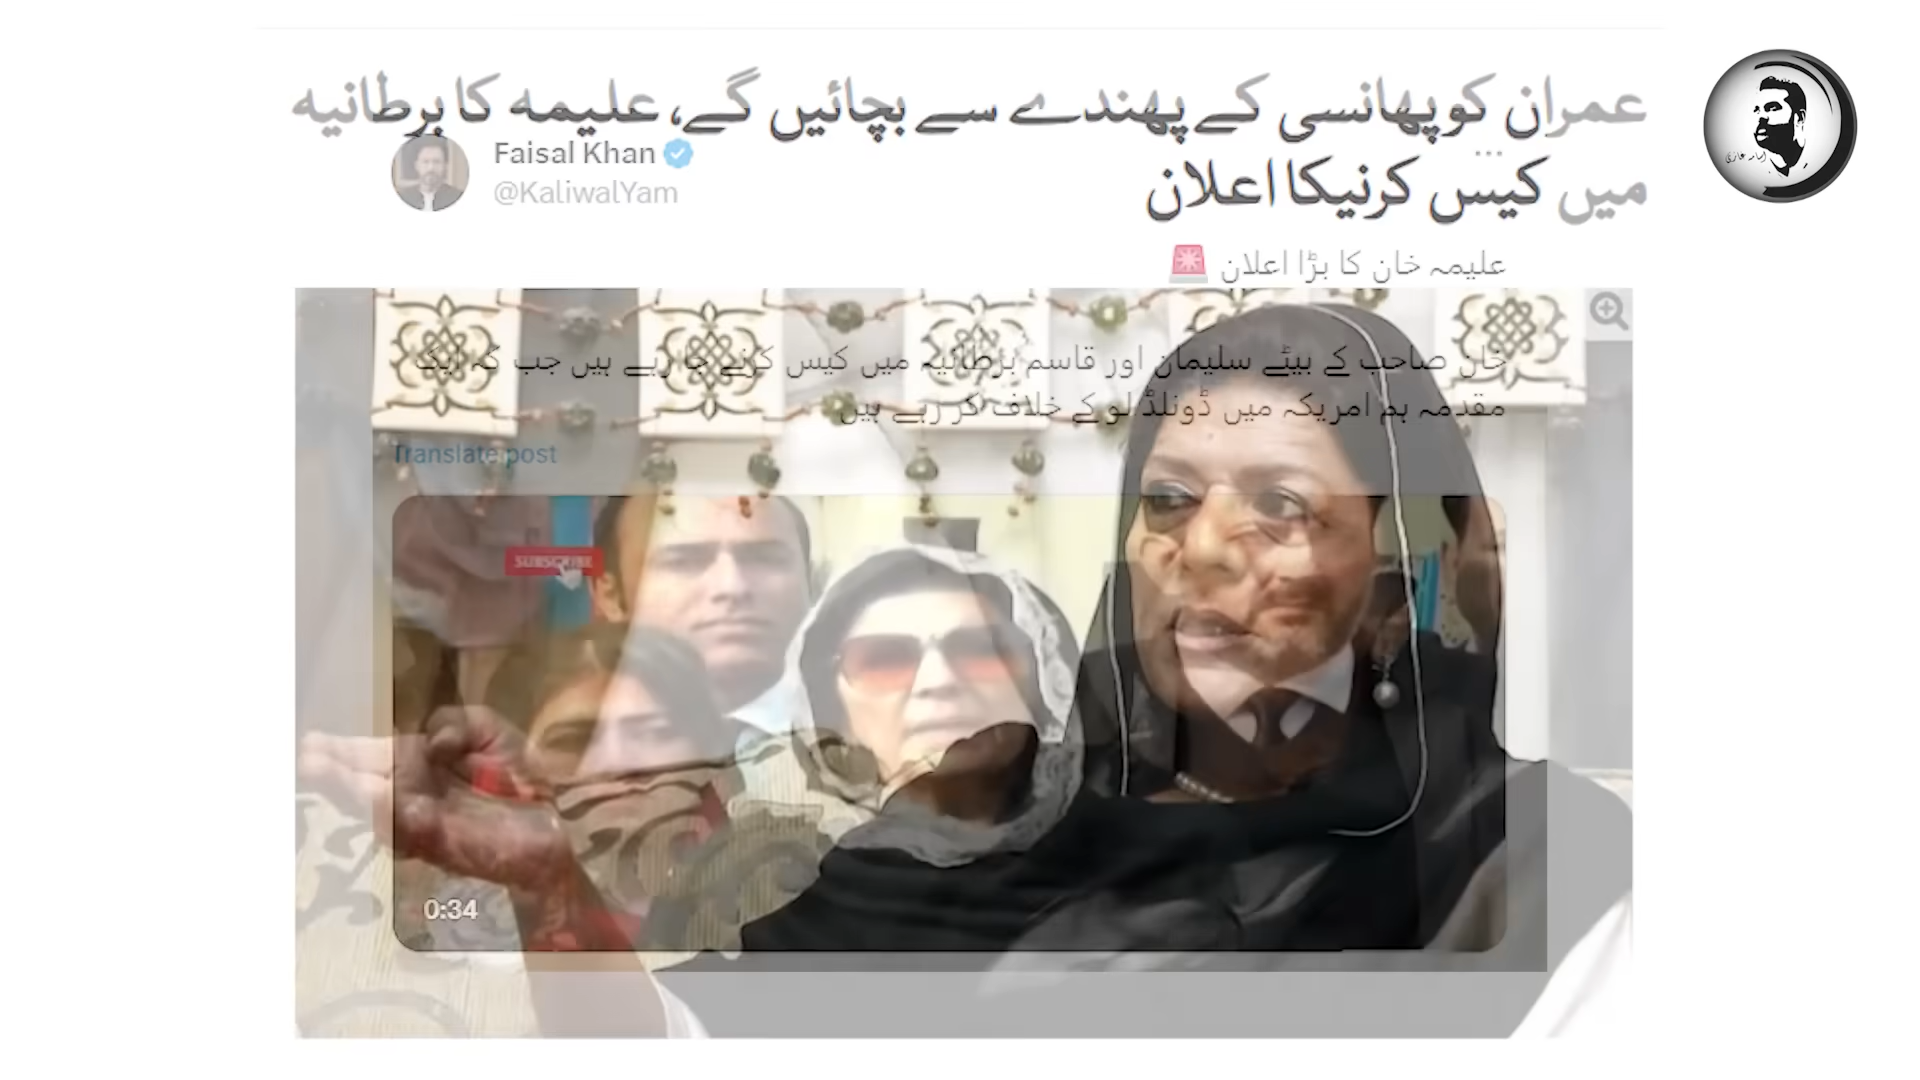 عمران کو پھانسی کے پھندے سے بچائیں گے، علیمہ کا برطانیہ
میں کیس کرنیکا اعلان
Faisal Khan
@KaliwalYam
علیمہ خان کا بڑا اعلان
خان صاحب کے بیٹے سلیمان اور قاسم برطانیہ میں کیس کرنے جا رہے ہیں جب کہ ایک
مقدمہ ہم امریکہ میں ڈونلڈ لو کے خلاف کر رہے ہیں
Translate post
SUBSCRIBE
0:34
اسامہ غازی